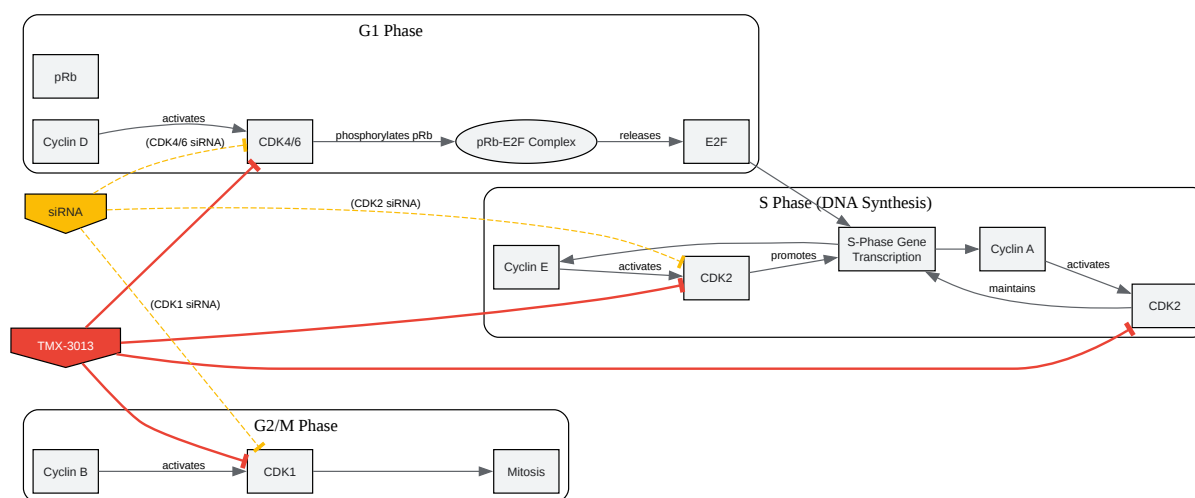 G1 Phase
pRb
Cyclin D
activates
(CDK4/6 siRNA)
CDK4/6
phosphorylates pRb
pRb-E2F Complex
releases
E2F
siRNA
(CDK2 siRNA)
S Phase (DNA Synthesis)
Cyclin E
activates
CDK2
promotes
S-Phase Gene
Transcription
Cyclin A
activates
maintains
CDK2
(CDK1 siRNA)
TMX-3013
G2/M Phase
Cyclin B
activates
CDK1
Mitosis